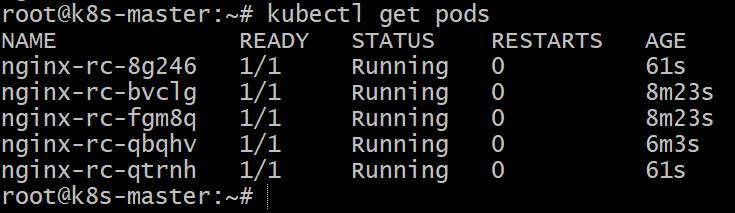 root@k8s-master:~# kubectl get pods
NAME READY STATUS RESTARTS AGE
nginx-rc-8g246 1/1 Running 0 61s
nginx-rc-bvclg 1/1 Running 0 8m23s
nginx-rc-fgm8q 1/1 Running 0 8m23s
nginx-rc-qbqhv 1/1 Running 0 6m3s
nginx-rc-qtrnh 1/1 Running 0 61s
root@k8s-master:~#